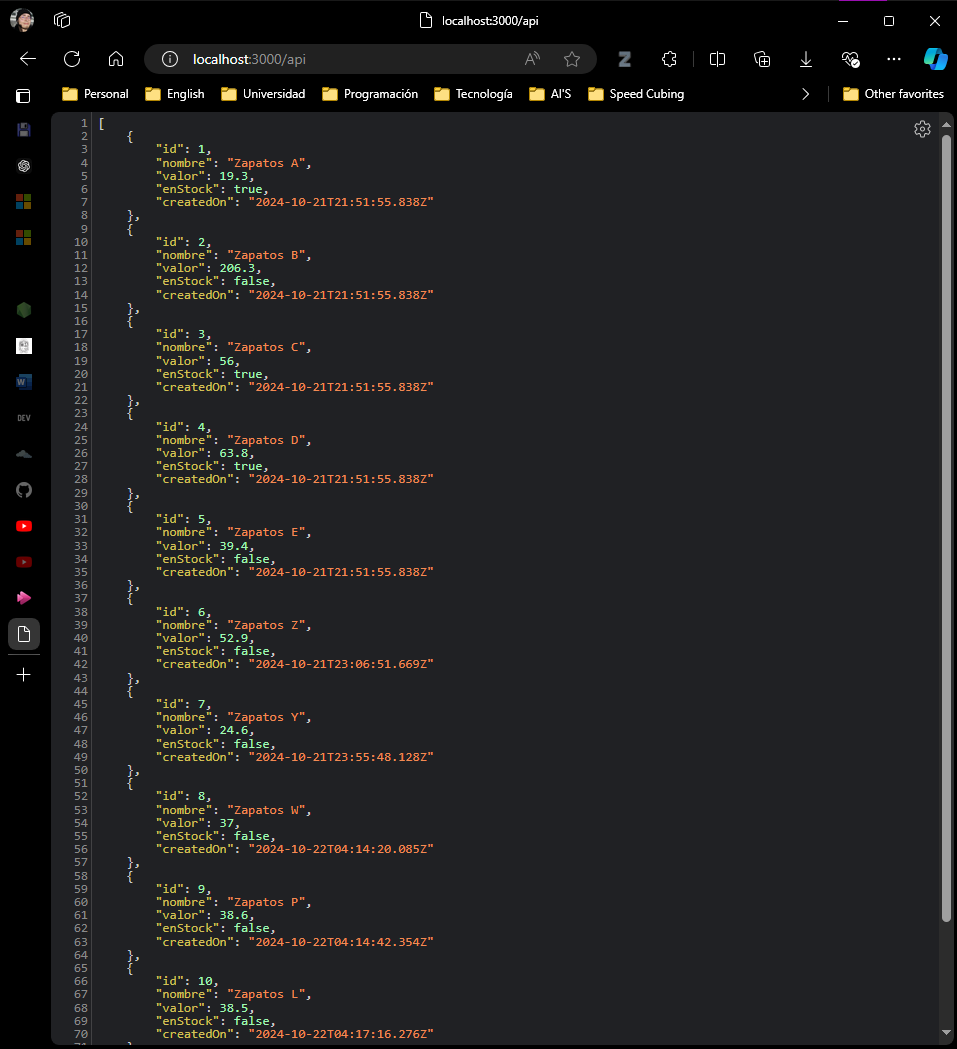 localhost:3000/api
localhost:3000/api
Personal English Universidad Programación Tecnología AI'S Speed Cubing Other favorites
1 [
2 {
3 "id": 1,
4 "nombre": "Zapatos A",
5 "valor": 19.3,
6 "enStock": true,
7 "createdOn": "2024-10-21T21:51:55.838Z"
8 },
9 {
10 "id": 2,
11 "nombre": "Zapatos B",
12 "valor": 206.3,
13 "enStock": false,
14 "createdOn": "2024-10-21T21:51:55.838Z"
15 },
16 {
17 "id": 3,
18 "nombre": "Zapatos C",
19 "valor": 56,
20 "enStock": true,
21 "createdOn": "2024-10-21T21:51:55.838Z"
22 },
23 {
24 "id": 4,
25 "nombre": "Zapatos D",
26 "valor": 63.8,
27 "enStock": true,
28 "createdOn": "2024-10-21T21:51:55.838Z"
29 },
30 {
31 "id": 5,
32 "nombre": "Zapatos E",
33 "valor": 39.4,
34 "enStock": false,
35 "createdOn": "2024-10-21T21:51:55.838Z"
36 },
37 {
38 "id": 6,
39 "nombre": "Zapatos Z",
40 "valor": 52.9,
41 "enStock": false,
42 "createdOn": "2024-10-21T23:06:51.669Z"
43 },
44 {
45 "id": 7,
46 "nombre": "Zapatos Y",
47 "valor": 24.6,
48 "enStock": false,
49 "createdOn": "2024-10-21T23:55:48.128Z"
50 },
51 {
52 "id": 8,
53 "nombre": "Zapatos W",
54 "valor": 37,
55 "enStock": false,
56 "createdOn": "2024-10-22T04:14:20.085Z"
57 },
58 {
59 "id": 9,
60 "nombre": "Zapatos P",
61 "valor": 38.6,
62 "enStock": false,
63 "createdOn": "2024-10-22T04:14:42.354Z"
64 },
65 {
66 "id": 10,
67 "nombre": "Zapatos L",
68 "valor": 38.5,
69 "enStock": false,
70 "createdOn": "2024-10-22T04:17:16.276Z"
DEV